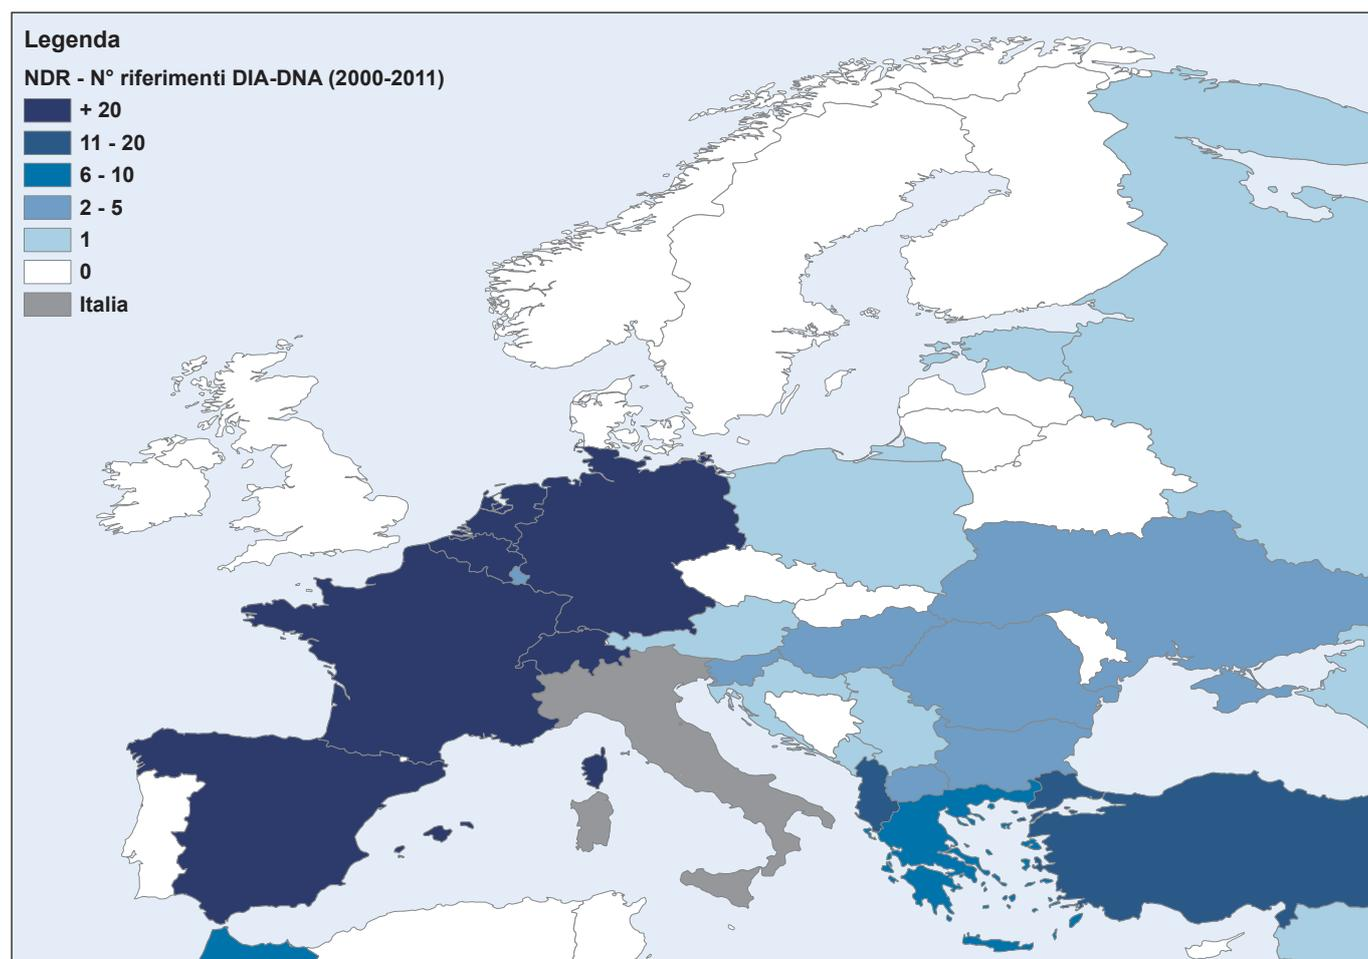 Legenda
NDR - N° riferimenti DIA-DNA (2000-2011)
+ 20
11 - 20
6 - 10
2 - 5
1
0
Italia